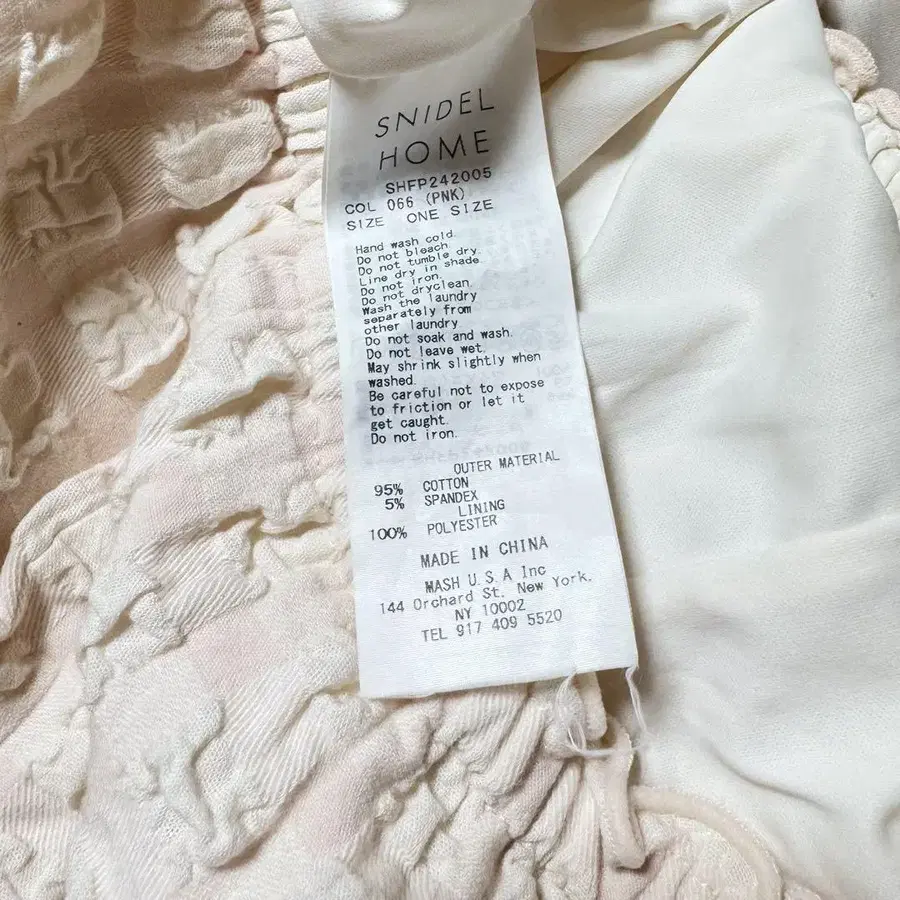 SNIDEL
HOME
SHFP242005
COL 066 (PNK)
SIZE ONE SIZE
Hand wash cold.
Do not bleach.
Do not tumble dry.
Line dry in shade.
Do not iron.
Do not dryclean.
Wash the laundry
separately from
other laundry
Do not soak and wash.
Do not leave wet.
May shrink slightly when
washed.
Be careful not to expose
to friction or let it
get caught.
Do not iron.
OUTER MATERIAL
95% COTTON
5% SPANDEX
LINING
100% POLYESTER
MADE IN CHINA
MASH U.S.A Inc
144 Orchard St. New York.
NY 10002
TEL 917 409 5520